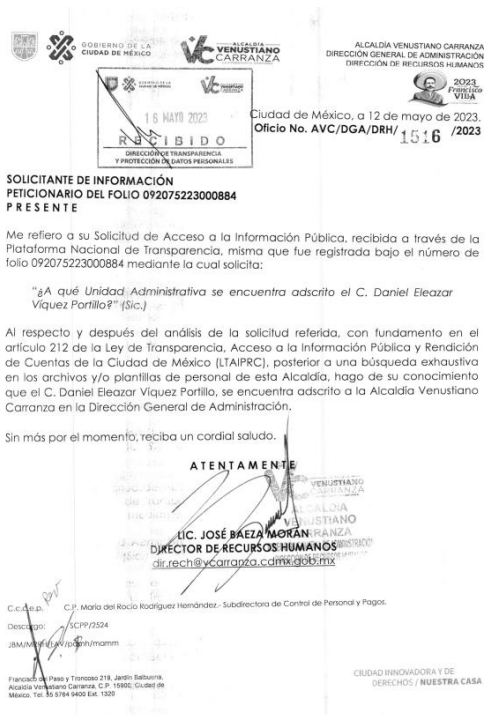 GOBIERNO DE LA
CIUDAD DE MÉXICO
ALCALDÍA
VENUSTIANO
CARRANZA
ALCALDÍA VENUSTIANO CARRANZA
DIRECCIÓN GENERAL DE ADMINISTRACIÓN
DIRECCIÓN DE RECURSOS HUMANOS
2023
Francisco
VILLA
16 MAYO 2023
RECIBIDO
DIRECCIÓN DE TRANSPARENCIA
Y PROTECCIÓN DE DATOS PERSONALES
Ciudad de México, a 12 de mayo de 2023.
Oficio No. AVC/DGA/DRH/1516 /2023
SOLICITANTE DE INFORMACIÓN
PETICIONARIO DEL FOLIO 092075223000884
P R E S E N T E
Me refiero a su Solicitud de Acceso a la Información Pública, recibida a través de la
Plataforma Nacional de Transparencia, misma que fue registrada bajo el número de
folio 092075223000884 mediante la cual solicita:
"¿A qué Unidad Administrativa se encuentra adscrito el C. Daniel Eleazar
Víquez Portillo?" (Sic.)
Al respecto y después del análisis de la solicitud referida, con fundamento en el
artículo 212 de la Ley de Transparencia, Acceso a la Información Pública y Rendición
de Cuentas de la Ciudad de México (LTAIPRC), posterior a una búsqueda exhaustiva
en los archivos y/o plantillas de personal de esta Alcaldía, hago de su conocimiento
que el C. Daniel Eleazar Víquez Portillo, se encuentra adscrito a la Alcaldía Venustiano
Carranza en la Dirección General de Administración.
Sin más por el momento, reciba un cordial saludo.
A T E N T A M E N T E
VENUSTIANO
CARRANZA
ALCALDÍA
VENUSTIANO
CARRANZA
LIC. JOSÉ BAEZA MORÁN
DIRECTOR DE RECURSOS HUMANOS
dir.rech@vcarranza.cdmx.gob.mx
C.c.c.e.p. C.P. María del Rocío Rodríguez Hernández.- Subdirectora de Control de Personal y Pagos.
Descargo: SCPP/2524
Francisco del Paso y Troncoso 219, Jardín Balbuena,
Alcaldía Venustiano Carranza, C.P. 15900, Ciudad de
México. Tel. 55 5764 9400 Ext. 1320
CIUDAD INNOVADORA Y DE
DERECHOS / NUESTRA CASA